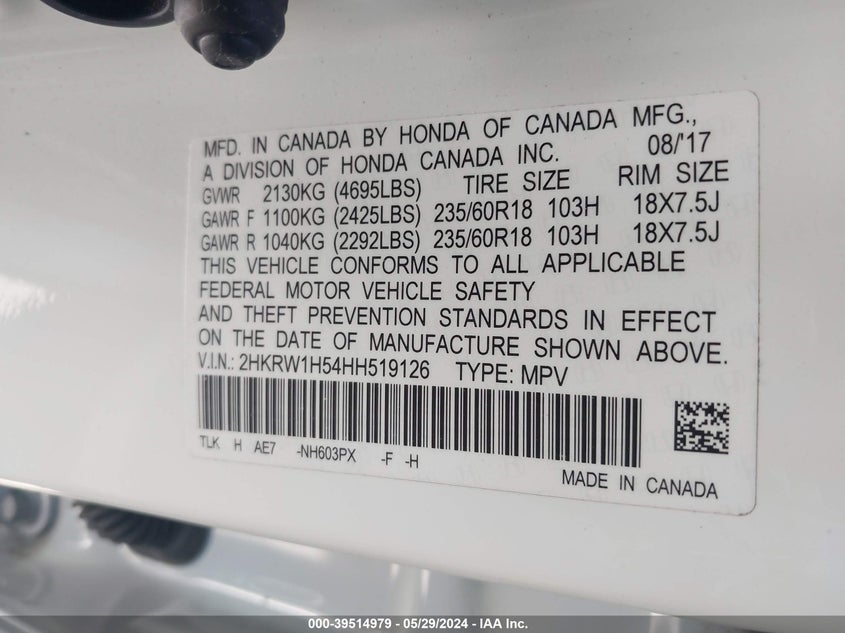 MFD. IN CANADA BY HONDA OF CANADA MFG.,
A DIVISION OF HONDA CANADA INC. 08/'17
GVWR 2130KG (4695LBS) TIRE SIZE RIM SIZE
GAWR F 1100KG (2425LBS) 235/60R18 103H 18X7.5J
GAWR R 1040KG (2292LBS) 235/60R18 103H 18X7.5J
THIS VEHICLE CONFORMS TO ALL APPLICABLE
FEDERAL MOTOR VEHICLE SAFETY
AND THEFT PREVENTION STANDARDS IN EFFECT
ON THE DATE OF MANUFACTURE SHOWN ABOVE.
V.I.N.: 2HKRW1H54HH519126 TYPE: MPV
TLK H AE7 -NH603PX -F -H
MADE IN CANADA
000-39514979 - 05/29/2024 - IAA Inc.